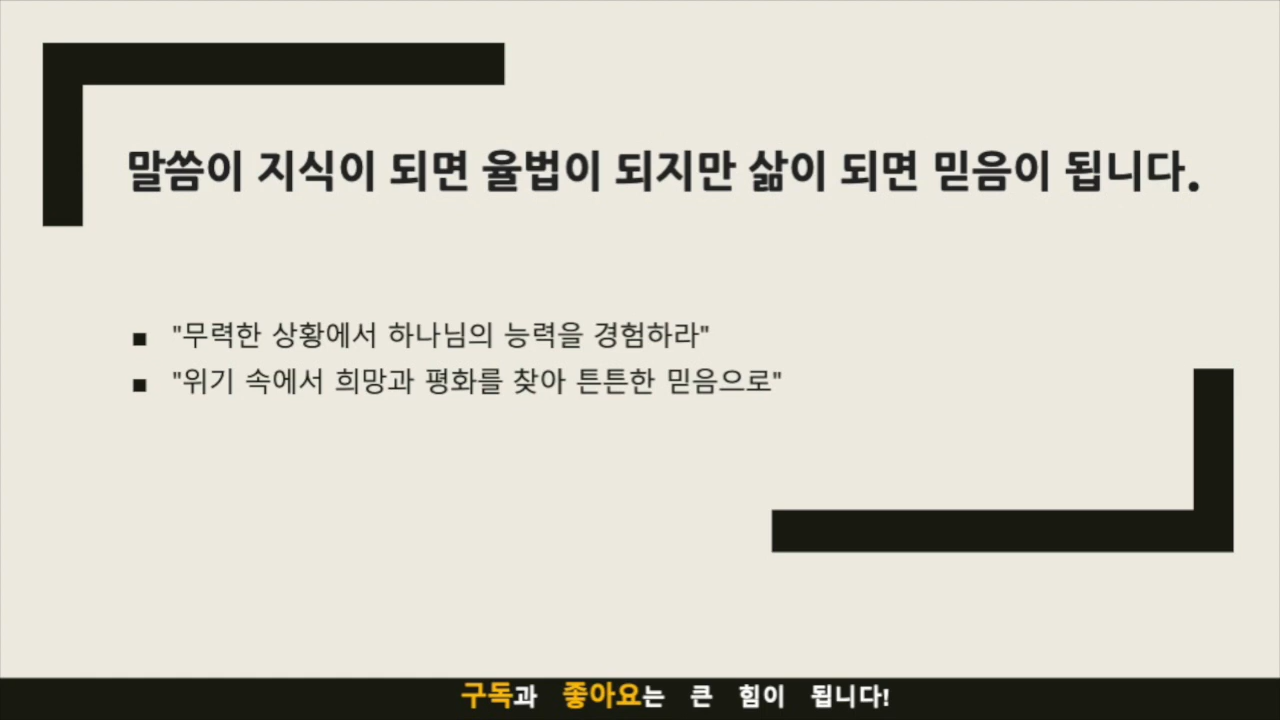 말씀이 지식이 되면 율법이 되지만 삶이 되면 믿음이 됩니다.
■ "무력한 상황에서 하나님의 능력을 경험하라"
■ "위기 속에서 희망과 평화를 찾아 튼튼한 믿음으로"
구독과 좋아요는 큰 힘이 됩니다!